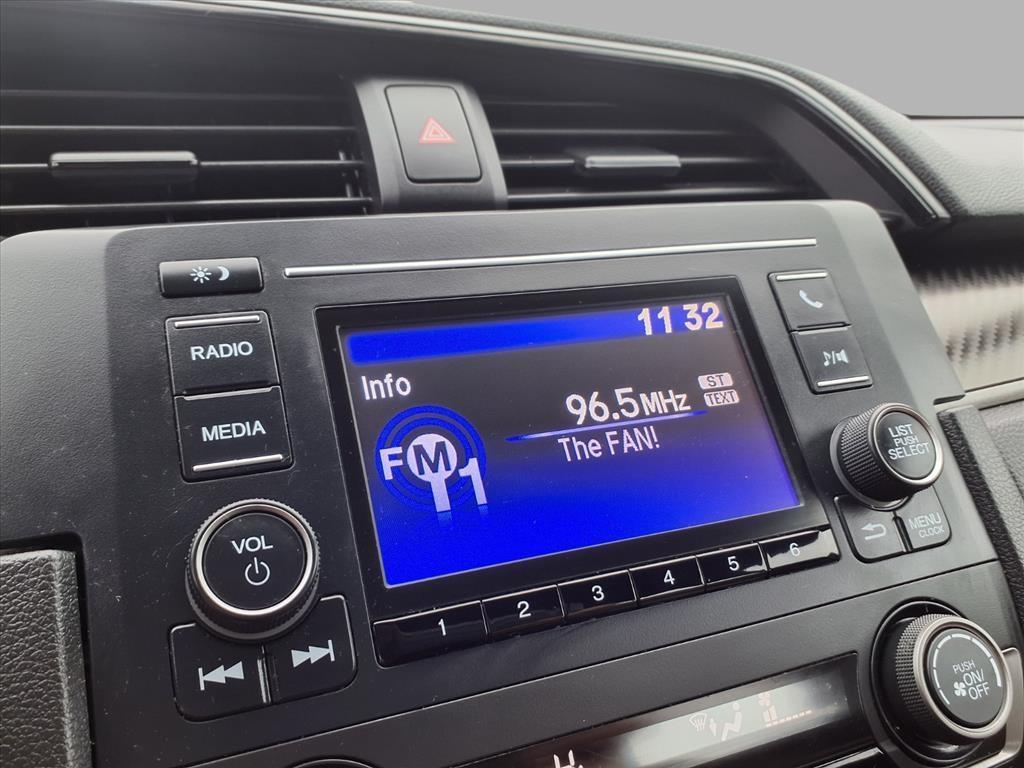 11 32
RADIO
MEDIA
Info
96.5MHz
ST
TEXT
The FAN!
FM1
LIST
PUSH
SELECT
MENU
CLOCK
VOL
1 2 3 4 5 6
PUSH
ON/
OFF